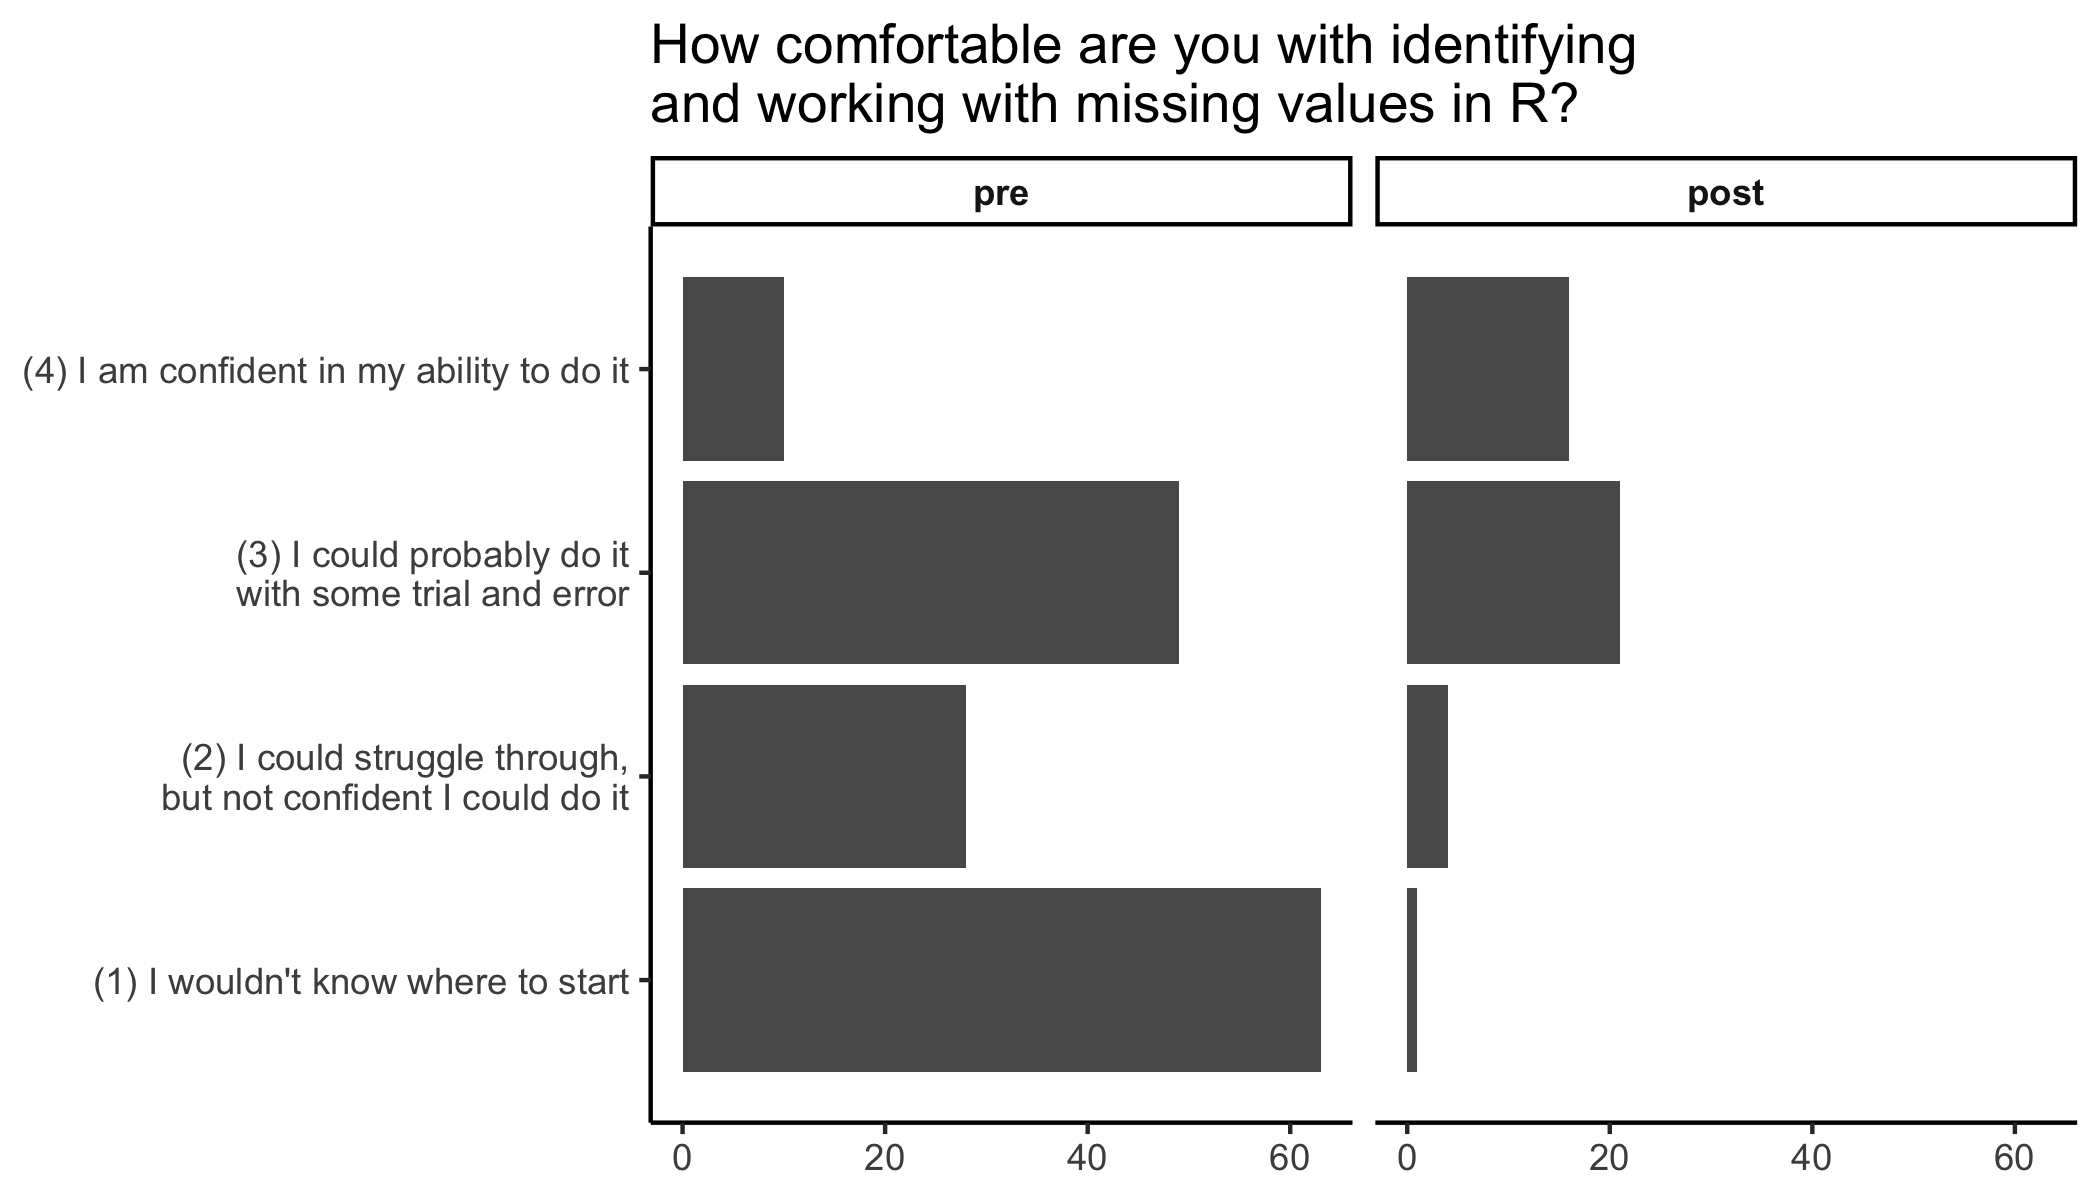 How comfortable are you with identifying
and working with missing values in R?
pre
post
(4) I am confident in my ability to do it
(3) I could probably do it
with some trial and error
(2) I could struggle through,
but not confident I could do it
(1) I wouldn't know where to start
0 20 40 60
0 20 40 60